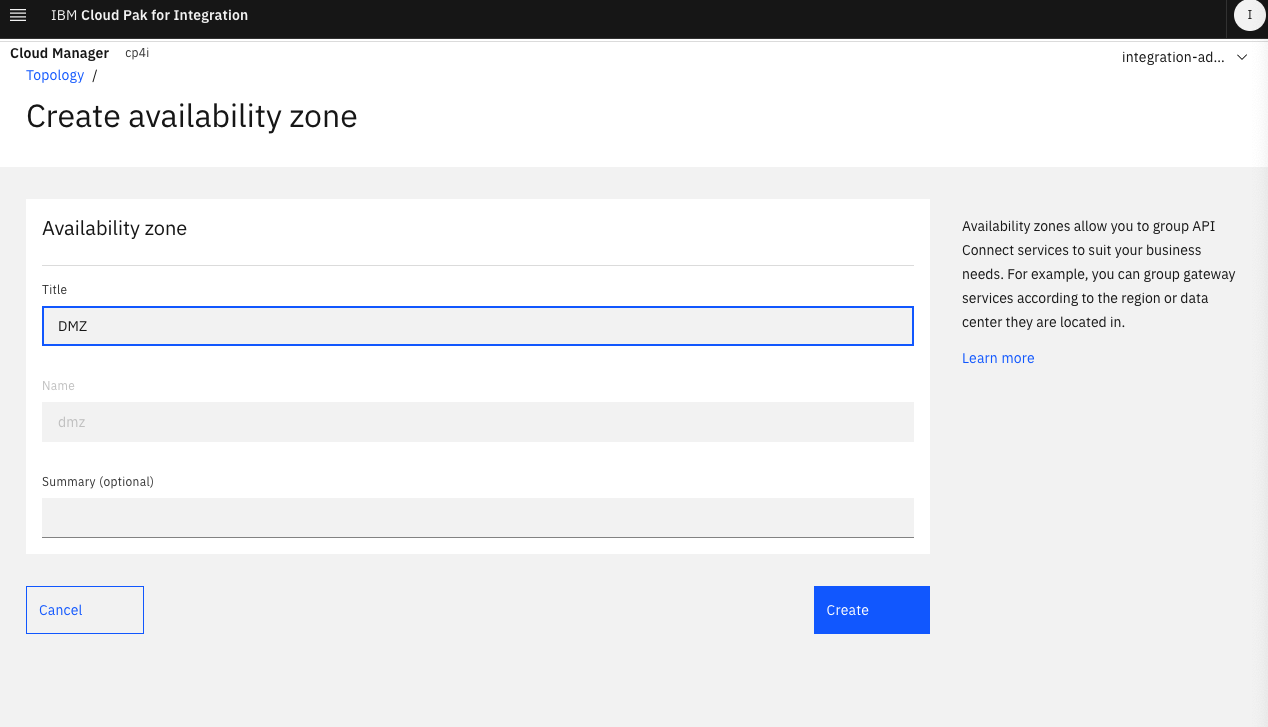 IBM Cloud Pak for Integration
I
Cloud Manager cp4i
integration-ad...
Topology /
Create availability zone
Availability zone
Title
DMZ
Name
dmz
Summary (optional)
Cancel
Create
Availability zones allow you to group API
Connect services to suit your business
needs. For example, you can group gateway
services according to the region or data
center they are located in.
Learn more